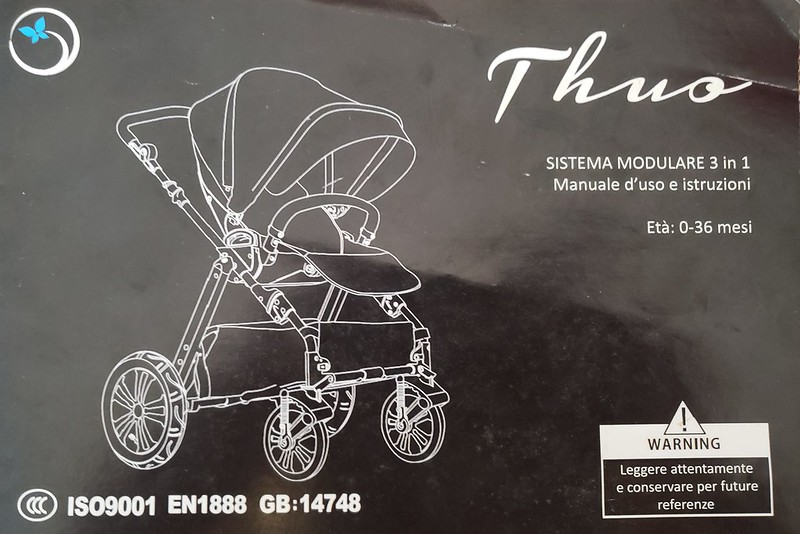 Thuo
SISTEMA MODULARE 3 in 1
Manuale d'uso e istruzioni
Età: 0-36 mesi
WARNING
Leggere attentamente
e conservare per future
referenze
CCC ISO9001 EN1888 GB:14748